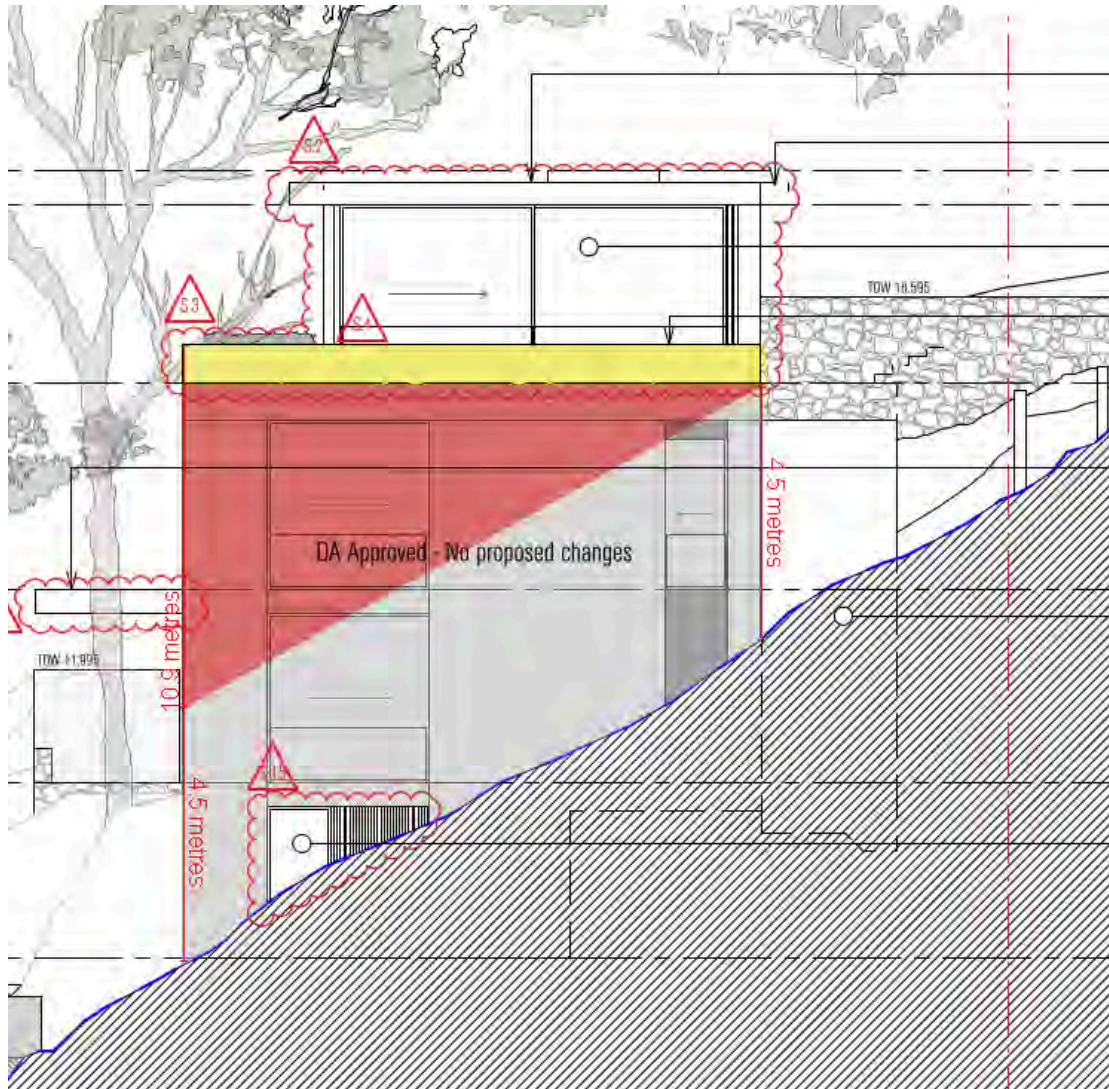 S.2
S.3
TOW 16.595
S.4
4.5 metres
DA Approved - No proposed changes
10.9 metres
TOW 11.995
4.5 metres